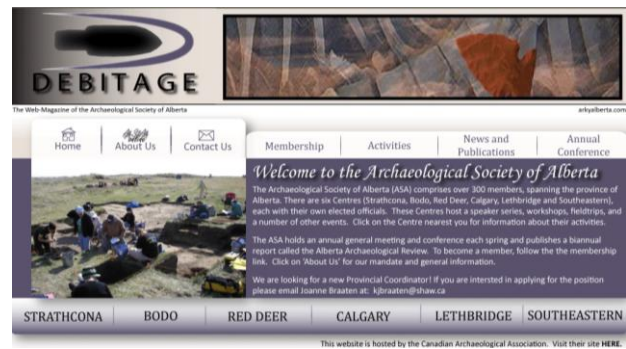 DEBITAGE
The Web-Magazine of the Archaeological Society of Alberta
arkyalberta.com
Home
About Us
Contact Us
Membership
Activities
News and
Publications
Annual
Conference
Welcome to the Archaeological Society of Alberta
The Archaeological Society of Alberta (ASA) comprises over 300 members, spanning the province of
Alberta. There are six Centres (Strathcona, Bodo, Red Deer, Calgary, Lethbridge and Southeastern),
each with their own elected officials. These Centres host a speaker series, workshops, fieldtrips, and
a number of other events. Click on the Centre nearest you for information about their activities.
The ASA holds an annual general meeting and conference each spring and publishes a biannual
report called the Alberta Archaeological Review. To become a member, follow the the membership
link. Click on 'About Us' for our mandate and general information.
We are looking for a new Provincial Coordinator! If you are intersted in applying for the position
please email Joanne Braaten at: kjbraaten@shaw.ca
STRATHCONA
BODO
RED DEER
CALGARY
LETHBRIDGE
SOUTHEASTERN
This website is hosted by the Canadian Archaeological Association. Visit their site HERE.